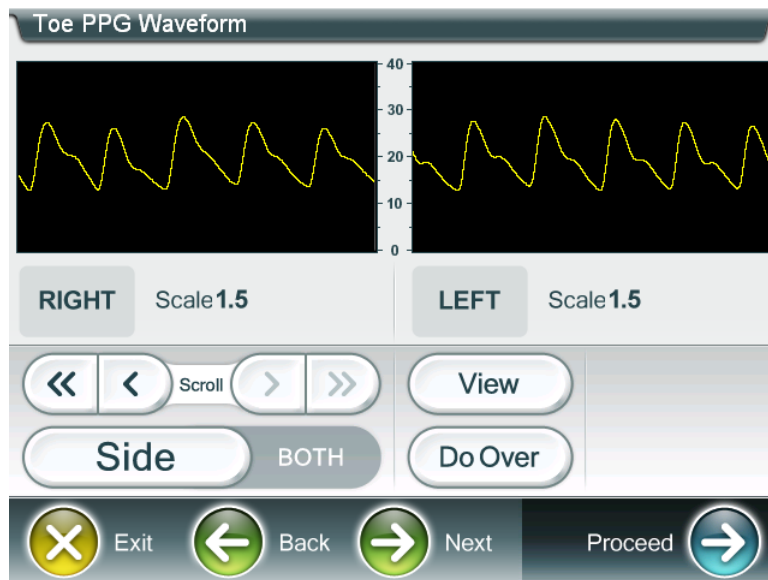 Toe PPG Waveform
40
30
20
10
0
RIGHT Scale 1.5 LEFT Scale 1.5
Scroll View
Side BOTH Do Over
Exit Back Next Proceed